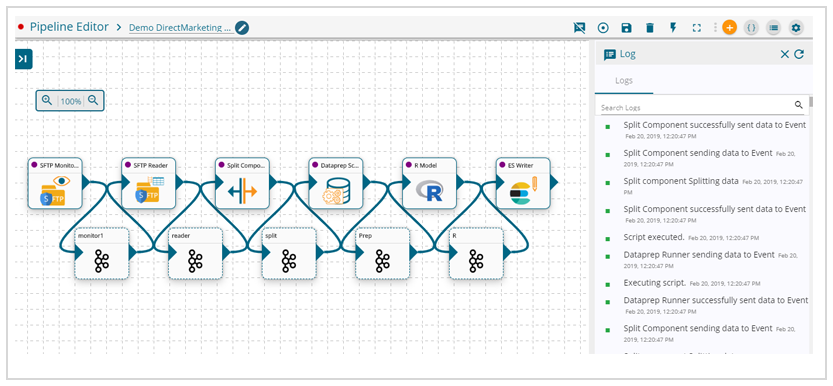 Pipeline Editor > Demo DirectMarketing ...
Log
Logs
Search Logs
100%
SFTP Monito...
SFTP Reader
Split Compo...
Dataprep Sc...
R Model
ES Writer
SFTP
SFTP
R
monitor1
reader
split
Prep
R
Split Component successfully sent data to Event
Feb 20, 2019, 12:20:47 PM
Split Component sending data to Event Feb 20,
2019, 12:20:47 PM
Split component Splitting data Feb 20, 2019, 12:20:47
PM
Split Component successfully sent data to Event
Feb 20, 2019, 12:20:47 PM
Script executed. Feb 20, 2019, 12:20:47 PM
Dataprep Runner sending data to Event
Feb 20, 2019, 12:20:47 PM
Executing script. Feb 20, 2019, 12:20:47 PM
Dataprep Runner successfully sent data to Event
Feb 20, 2019, 12:20:47 PM
Split Component sending data to Event Feb 20,
2019, 12:20:47 PM